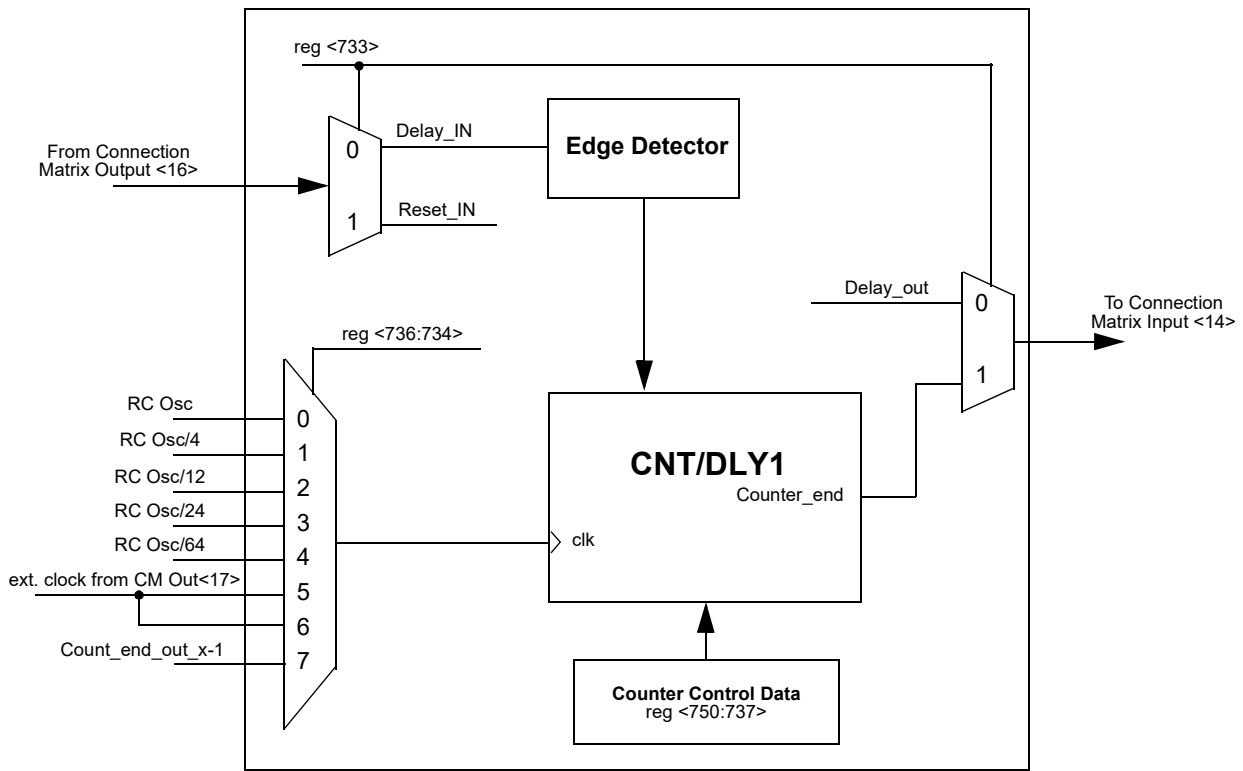 reg <733>
From Connection
Matrix Output <16>
0
Delay_IN
1
Reset_IN
Edge Detector
Delay_out
0
1
To Connection
Matrix Input <14>
reg <736:734>
RC Osc
0
RC Osc/4
1
RC Osc/12
2
RC Osc/24
3
RC Osc/64
4
ext. clock from CM Out<17>
5
6
Count_end_out_x-1
7
CNT/DLY1
Counter_end
clk
Counter Control Data
reg <750:737>